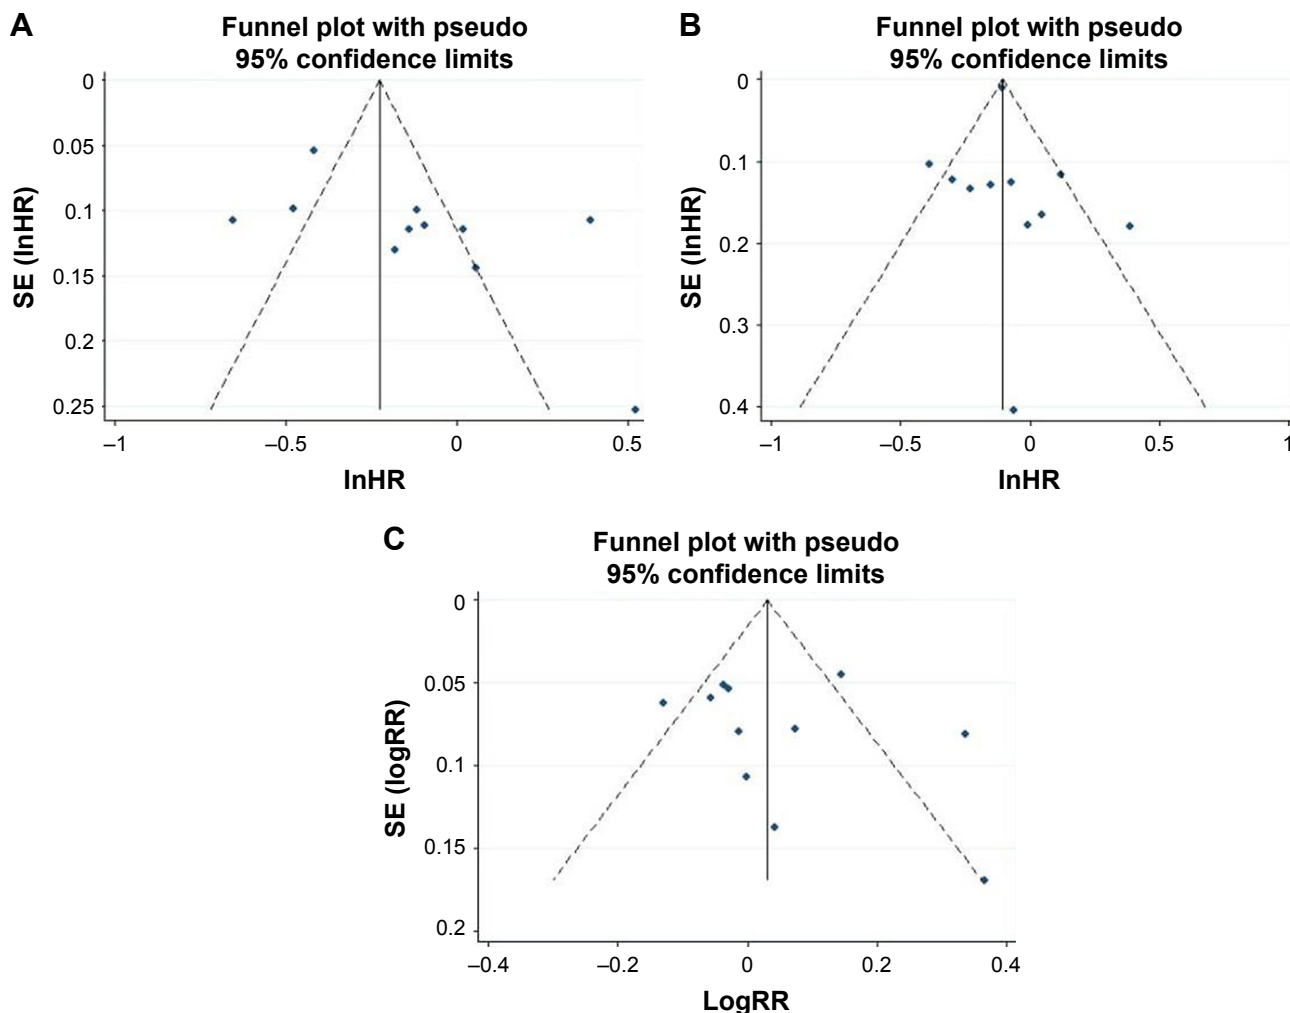 A
Funnel plot with pseudo
95% confidence limits
0
0.05
0.1
0.15
0.2
0.25
SE (lnHR)
–1
–0.5
0
0.5
lnHR
B
Funnel plot with pseudo
95% confidence limits
0
0.1
0.2
0.3
0.4
SE (lnHR)
–1
–0.5
0
0.5
1
lnHR
C
Funnel plot with pseudo
95% confidence limits
0
0.05
0.1
0.15
0.2
SE (logRR)
–0.4
–0.2
0
0.2
0.4
LogRR